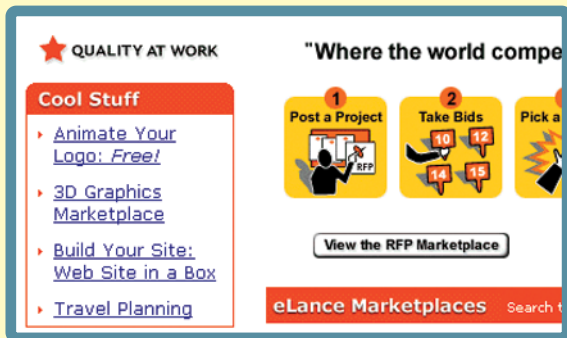 QUALITY AT WORK
"Where the world compe
Cool Stuff
Animate Your
Logo: Free!
3D Graphics
Marketplace
Build Your Site:
Web Site in a Box
Travel Planning
1
Post a Project
RFP
2
Take Bids
10 12
14 15
Pick a
View the RFP Marketplace
eLance Marketplaces Search t